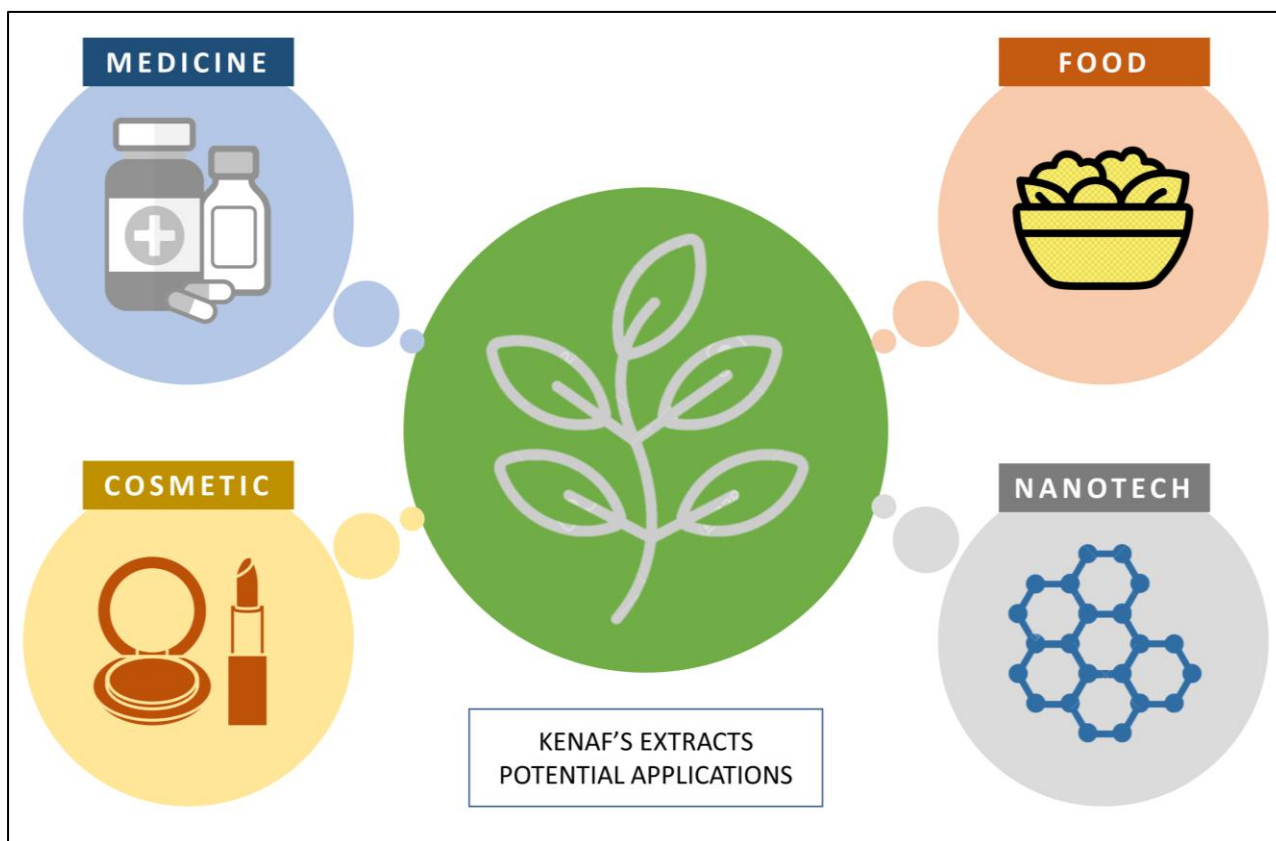 MEDICINE
FOOD
COSMETIC
NANOTECH
KENAF'S EXTRACTS
POTENTIAL APPLICATIONS